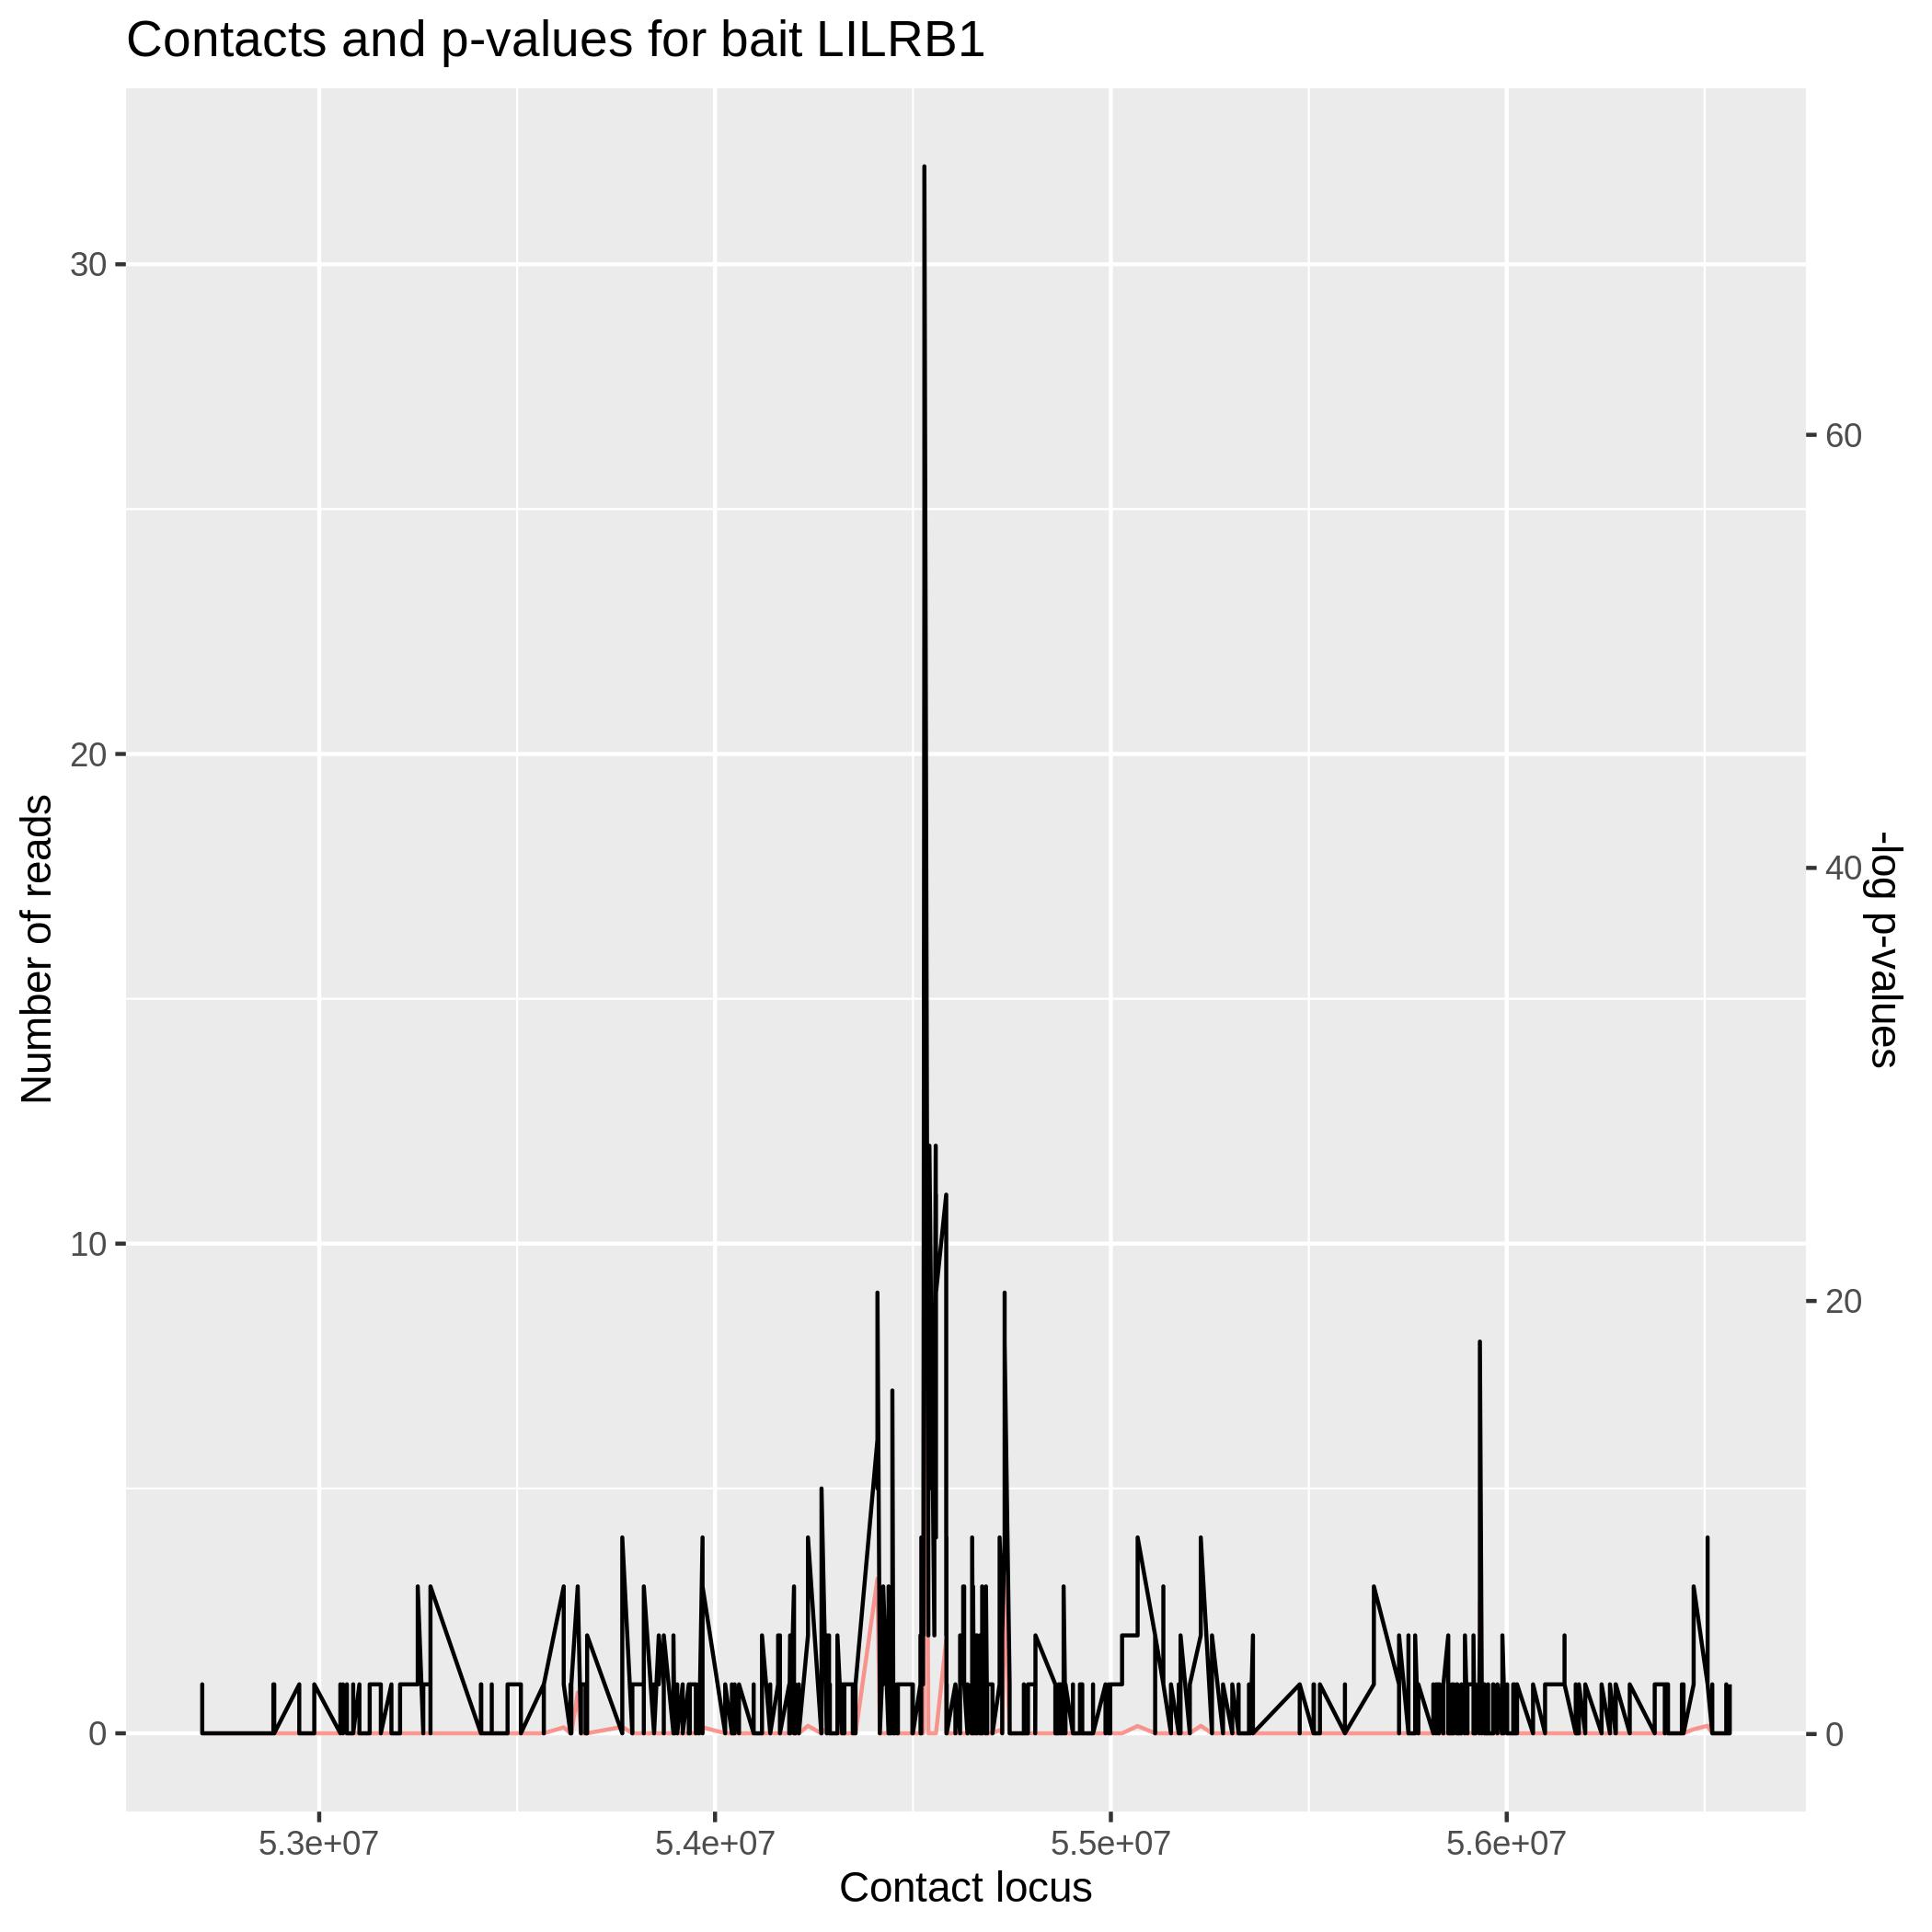 Contacts and p-values for bait LILRB1
30
20
10
0
Number of reads
60
40
20
0
-log p-values
5.3e+07
5.4e+07
5.5e+07
5.6e+07
Contact locus